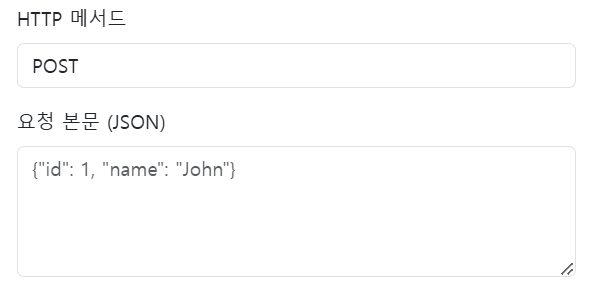 HTTP 메서드
POST
요청 본문 (JSON)
{"id": 1, "name": "John"}